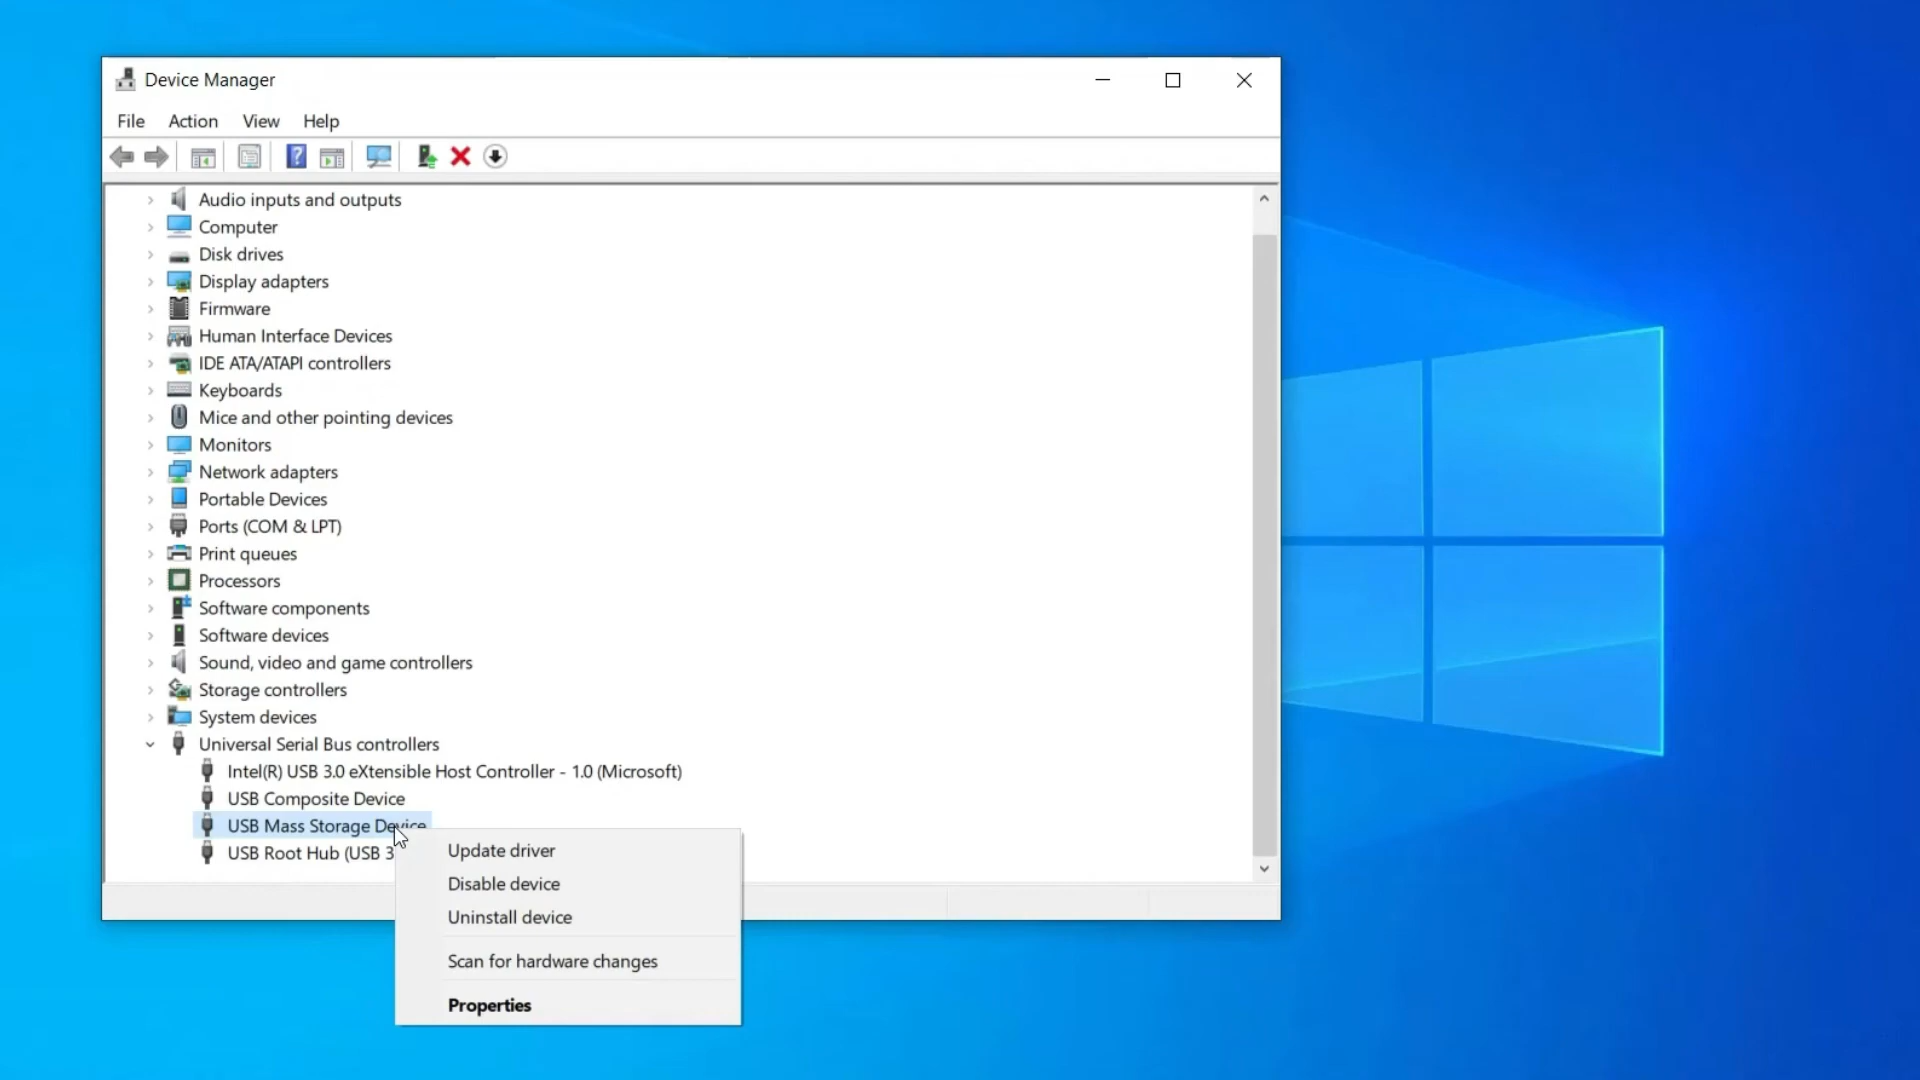 Device Manager
File Action View Help
Audio inputs and outputs
Computer
Disk drives
Display adapters
Firmware
Human Interface Devices
IDE ATA/ATAPI controllers
Keyboards
Mice and other pointing devices
Monitors
Network adapters
Portable Devices
Ports (COM & LPT)
Print queues
Processors
Software components
Software devices
Sound, video and game controllers
Storage controllers
System devices
Universal Serial Bus controllers
Intel(R) USB 3.0 eXtensible Host Controller - 1.0 (Microsoft)
USB Composite Device
USB Mass Storage Device
USB Root Hub (USB 3
Update driver
Disable device
Uninstall device
Scan for hardware changes
Properties